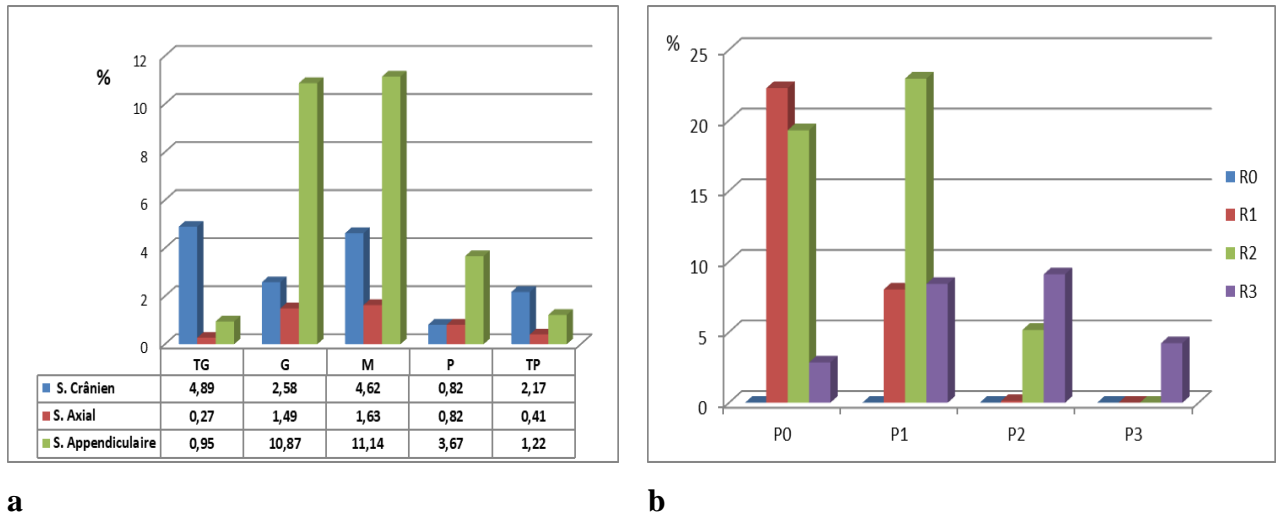 %
12
10
8
6
4
2
0
TG G M P TP
S. Crânien 4,89 2,58 4,62 0,82 2,17
S. Axial 0,27 1,49 1,63 0,82 0,41
S. Appendiculaire 0,95 10,87 11,14 3,67 1,22
a
%
25
20
15
10
5
0
P0 P1 P2 P3
R0
R1
R2
R3
b